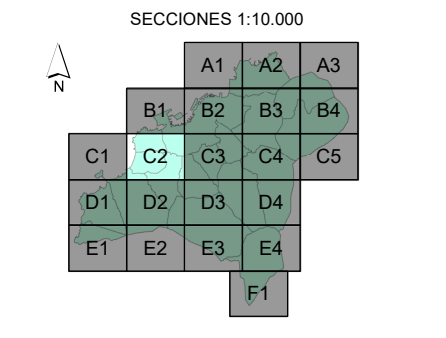 SECCIONES 1:10.000
N
A1 A2 A3
B1 B2 B3 B4
C1 C2 C3 C4 C5
D1 D2 D3 D4
E1 E2 E3 E4
F1